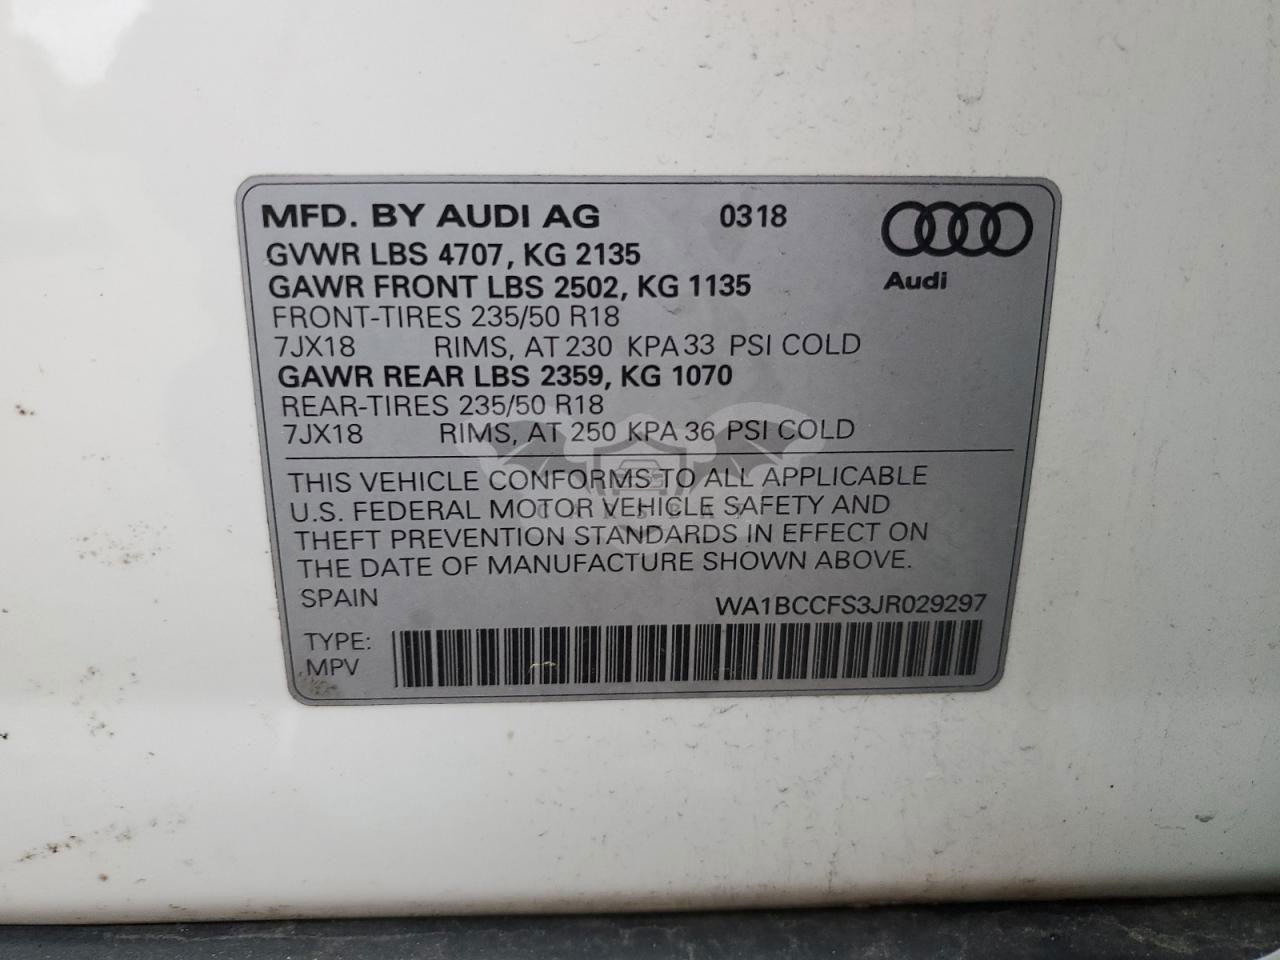 MFD. BY AUDI AG 0318
GVWR LBS 4707, KG 2135
GAWR FRONT LBS 2502, KG 1135
Audi
FRONT-TIRES 235/50 R18
7JX18 RIMS, AT 230 KPA 33 PSI COLD
GAWR REAR LBS 2359, KG 1070
REAR-TIRES 235/50 R18
7JX18 RIMS, AT 250 KPA 36 PSI COLD
THIS VEHICLE CONFORMS TO ALL APPLICABLE
U.S. FEDERAL MOTOR VEHICLE SAFETY AND
THEFT PREVENTION STANDARDS IN EFFECT ON
THE DATE OF MANUFACTURE SHOWN ABOVE.
SPAIN WA1BCCFS3JR029297
TYPE:
MPV